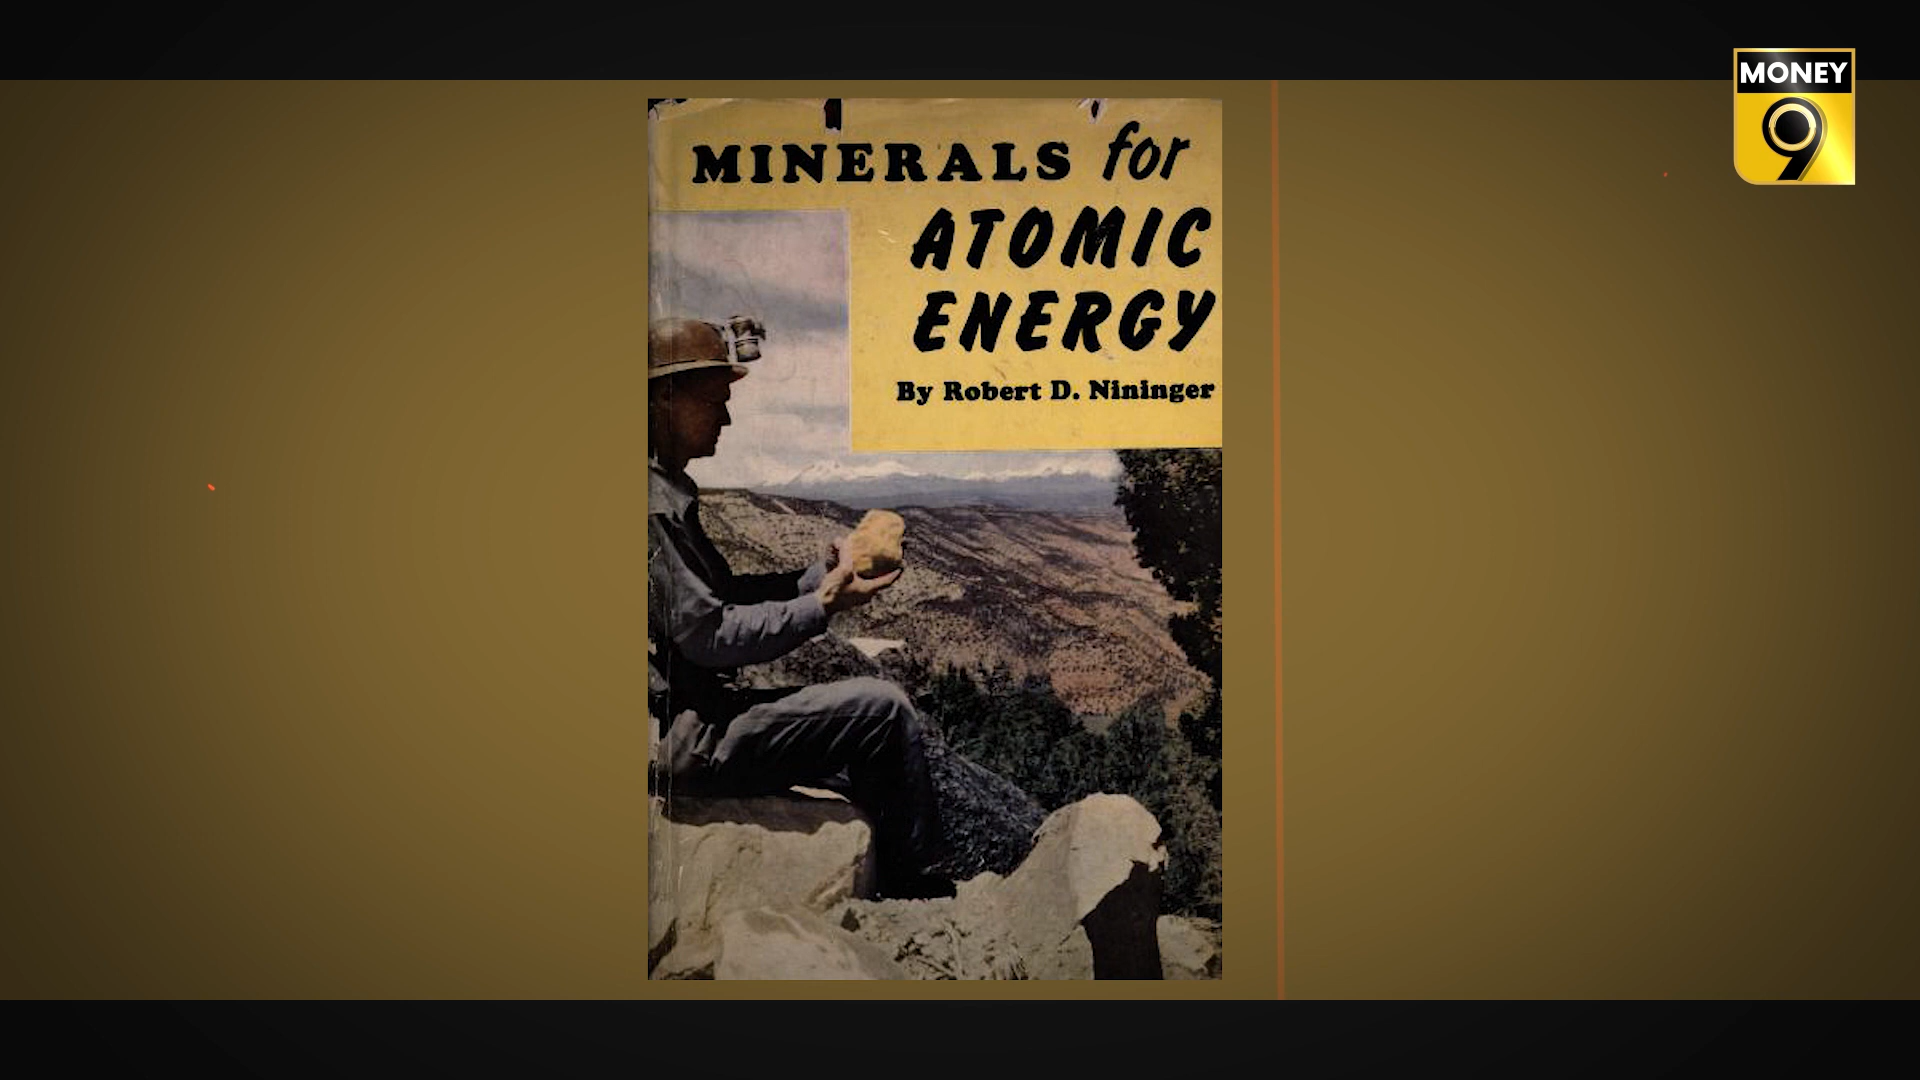 MONEY
9
MINERALS for
ATOMIC
ENERGY
By Robert D. Nininger